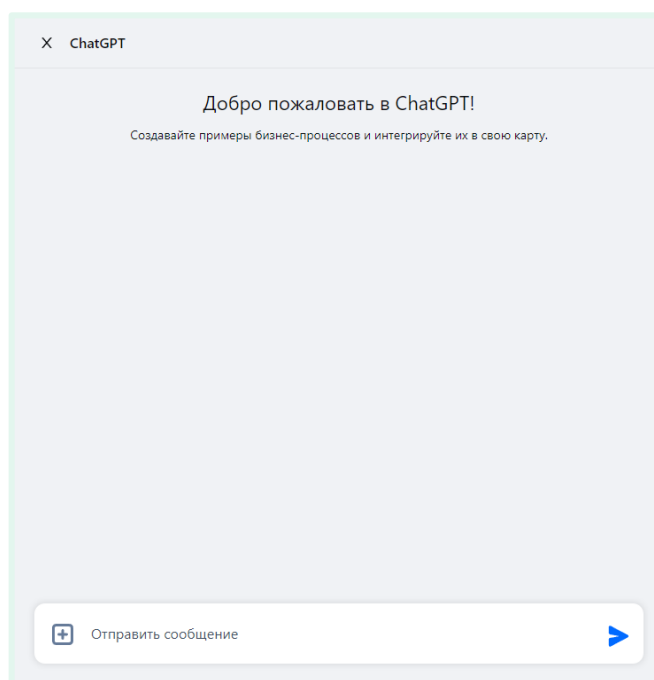 ChatGPT
Добро пожаловать в ChatGPT!
Создавайте примеры бизнес-процессов и интегрируйте их в свою карту.
Отправить сообщение